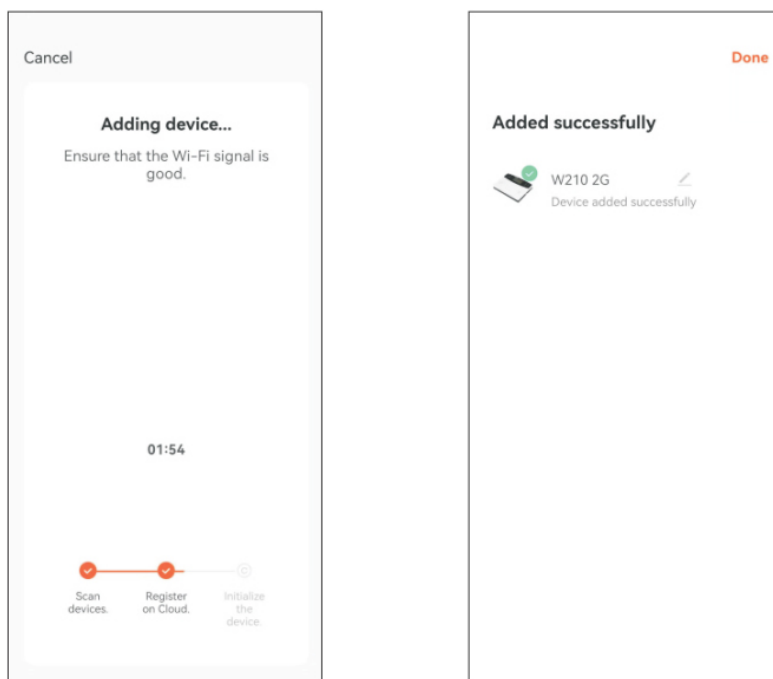 Cancel
Adding device...
Ensure that the Wi-Fi signal is
good.
01:54
Scan
devices.
Register
on Cloud.
Initialize
the
device.
Done
Added successfully
W210 2G
Device added successfully